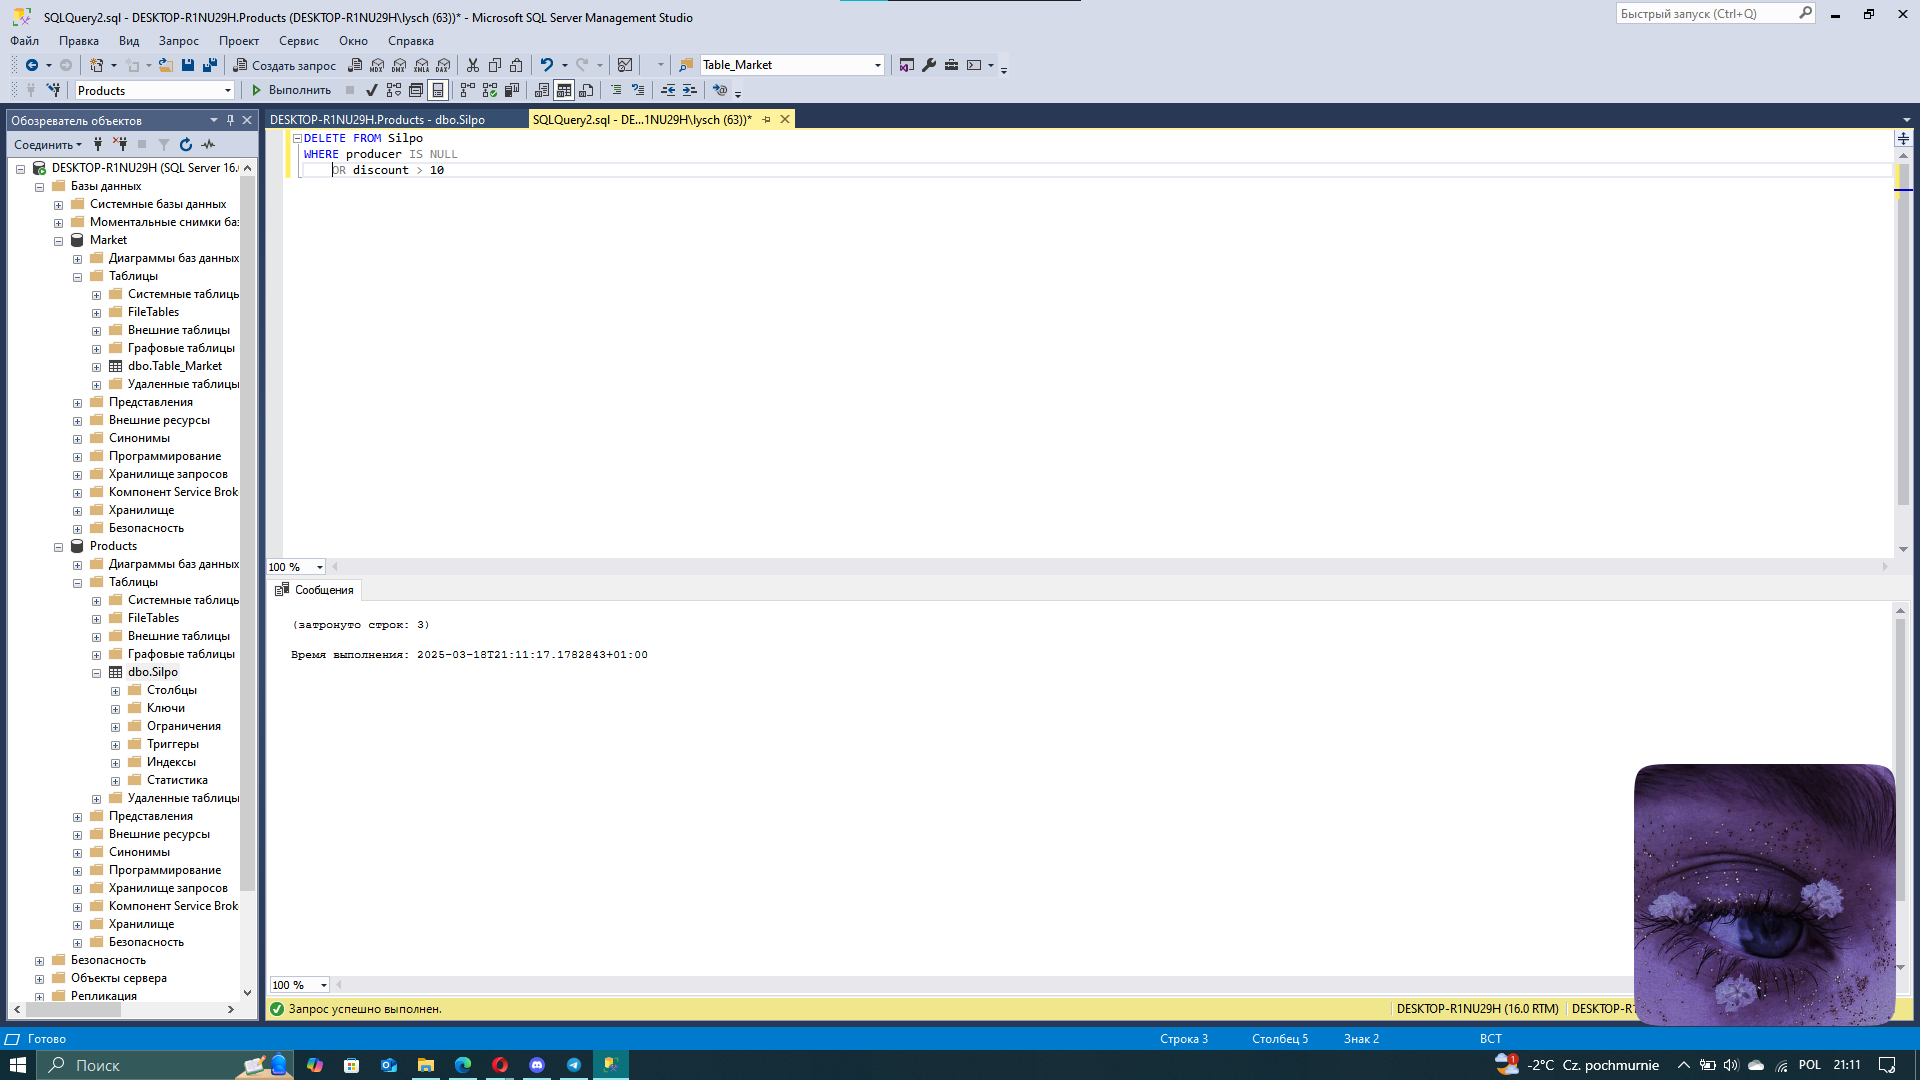 SQLQuery2.sql - DESKTOP-R1NU29H.Products (DESKTOP-R1NU29H\lysch (63))* - Microsoft SQL Server Management Studio
Быстрый запуск (Ctrl+Q)
Файл Правка Вид Запрос Проект Сервис Окно Справка
Создать запрос MDX DMX XMLA DAX Table_Market
Products Выполнить
Обозреватель объектов
DESKTOP-R1NU29H.Products - dbo.Silpo
SQLQuery2.sql - DE...1NU29H\lysch (63))*
Соединить
DELETE FROM Silpo
WHERE producer IS NULL
OR discount > 10
DESKTOP-R1NU29H (SQL Server 16.
Базы данных
Системные базы данных
Моментальные снимки баз
Market
Диаграммы баз данных
Таблицы
Системные таблицы
FileTables
Внешние таблицы
Графовые таблицы
dbo.Table_Market
Удаленные таблицы
Представления
Внешние ресурсы
Синонимы
Программирование
Хранилище запросов
Компонент Service Brok
Хранилище
Безопасность
Products
Диаграммы баз данных
Таблицы
Системные таблицы
FileTables
Внешние таблицы
Графовые таблицы
dbo.Silpo
Столбцы
Ключи
Ограничения
Триггеры
Индексы
Статистика
Удаленные таблицы
Представления
Внешние ресурсы
Синонимы
Программирование
Хранилище запросов
Компонент Service Brok
Хранилище
Безопасность
Безопасность
Объекты сервера
Репликация
100 %
Сообщения
(затронуто строк: 3)
Время выполнения: 2025-03-18T21:11:17.1782843+01:00
100 %
Запрос успешно выполнен.
DESKTOP-R1NU29H (16.0 RTM)
DESKTOP-R1
Готово
Строка 3
Столбец 5
Знак 2
ВСТ
Поиск
1
-2°C Cz. pochmurnie
POL
21:11